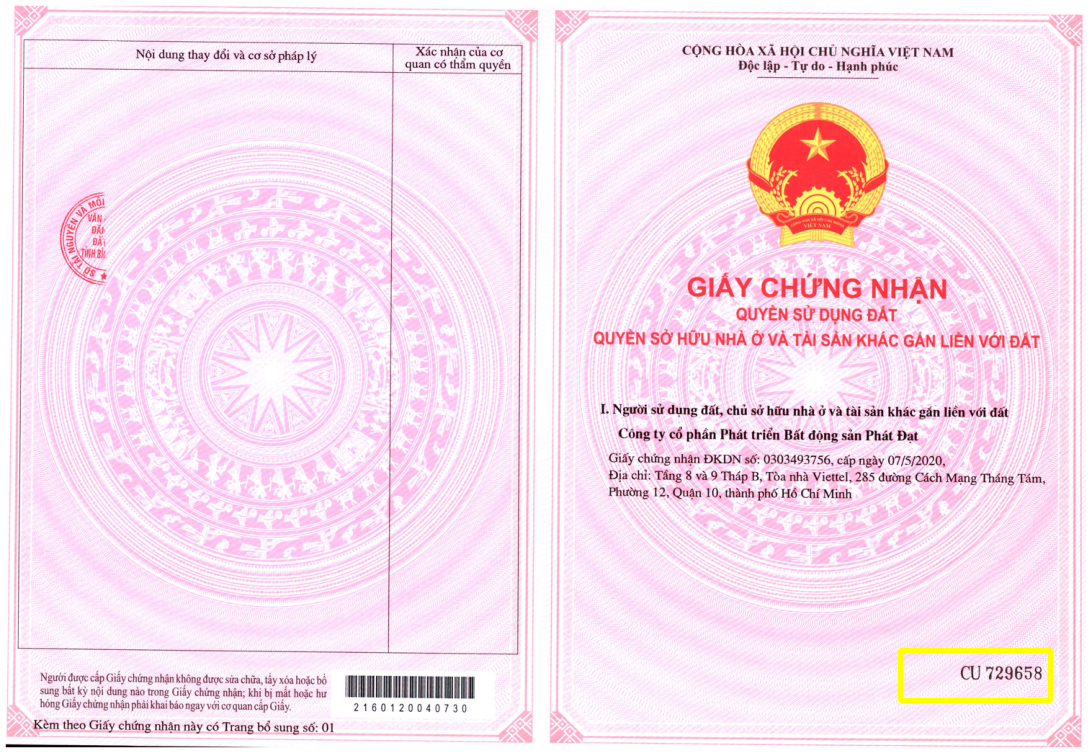 Nội dung thay đổi và cơ sở pháp lý
Xác nhận của cơ
quan có thẩm quyền
SỞ TÀI NGUYÊN VÀ MÔI
VĂN
ĐĂN
ĐẤT
TỈNH BÌN
Người được cấp Giấy chứng nhận không được sửa chữa, tẩy xóa hoặc bổ
sung bất kỳ nội dung nào trong Giấy chứng nhận; khi bị mất hoặc hư
hỏng Giấy chứng nhận phải khai báo ngay với cơ quan cấp Giấy.
2160120040730
Kèm theo Giấy chứng nhận này có Trang bổ sung số: 01
CỘNG HÒA XÃ HỘI CHỦ NGHĨA VIỆT NAM
Độc lập - Tự do - Hạnh phúc
CỘNG HÒA XÃ HỘI CHỦ NGHĨA
VIỆT NAM
GIẤY CHỨNG NHẬN
QUYỀN SỬ DỤNG ĐẤT
QUYỀN SỞ HỮU NHÀ Ở VÀ TÀI SẢN KHÁC GẮN LIỀN VỚI ĐẤT
I. Người sử dụng đất, chủ sở hữu nhà ở và tài sản khác gắn liền với đất
Công ty cổ phần Phát triển Bất động sản Phát Đạt
Giấy chứng nhận ĐKDN số: 0303493756, cấp ngày 07/5/2020,
Địa chỉ: Tầng 8 và 9 Tháp B, Tòa nhà Viettel, 285 đường Cách Mạng Tháng Tám,
Phường 12, Quận 10, thành phố Hồ Chí Minh
CU 729658